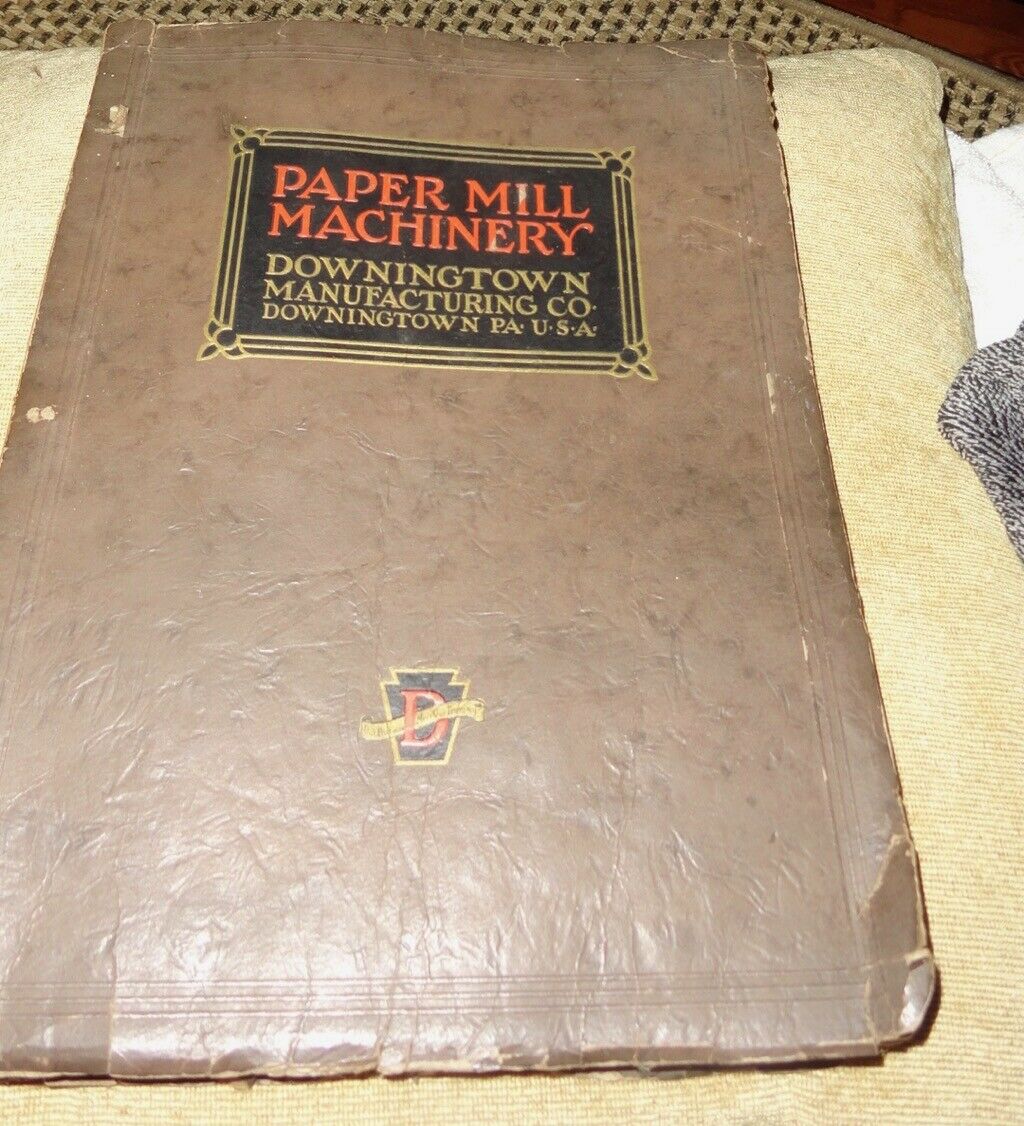 PAPER MILL
MACHINERY
DOWNINGTOWN
MANUFACTURING CO.
DOWNINGTOWN PA. U.S.A.
D